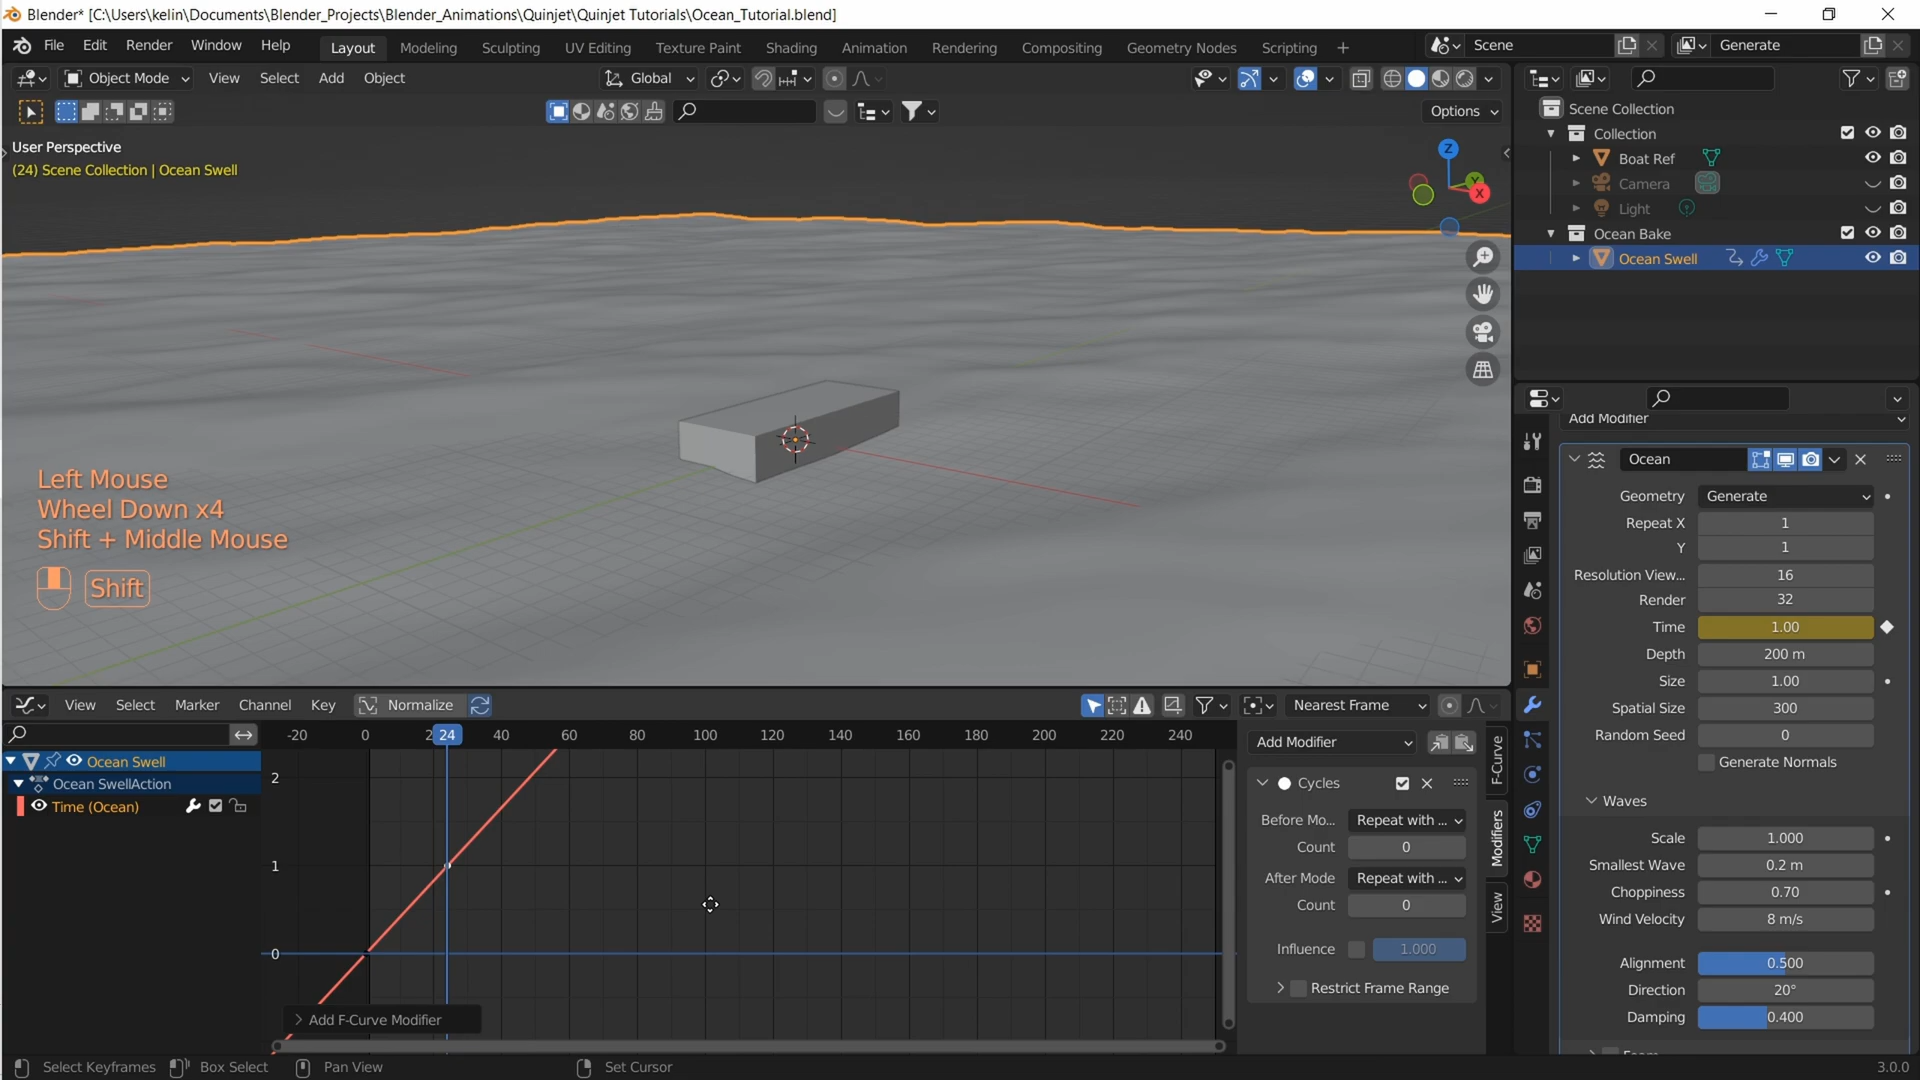 Blender* [C:\Users\kelin\Documents\Blender_Projects\Blender_Animations\Quinjet\Quinjet Tutorials\Ocean_Tutorial.blend]
File Edit Render Window Help Layout Modeling Sculpting UV Editing Texture Paint Shading Animation Rendering Compositing Geometry Nodes Scripting + Scene Generate
Object Mode View Select Add Object Global
Options
User Perspective
(24) Scene Collection | Ocean Swell
Z
Y
X
Scene Collection
Collection
Boat Ref
Camera
Light
Ocean Bake
Ocean Swell
Left Mouse
Wheel Down x4
Shift + Middle Mouse
Shift
Add Modifier
Ocean
Geometry Generate
Repeat X 1
Y 1
Resolution View... 16
Render 32
Time 1.00
Depth 200 m
Size 1.00
Spatial Size 300
Random Seed 0
Generate Normals
Waves
Scale 1.000
Smallest Wave 0.2 m
Choppiness 0.70
Wind Velocity 8 m/s
Alignment 0.500
Direction 20°
Damping 0.400
View Select Marker Channel Key Normalize Nearest Frame
-20 0 2 24 40 60 80 100 120 140 160 180 200 220 240
Ocean Swell
Ocean SwellAction
Time (Ocean)
2
1
0
Add F-Curve Modifier
Add Modifier
Cycles
Before Mo... Repeat with ...
Count 0
After Mode Repeat with ...
Count 0
Influence 1.000
Restrict Frame Range
F-Curve
Modifiers
View
Select Keyframes Box Select Pan View Set Cursor 3.0.0